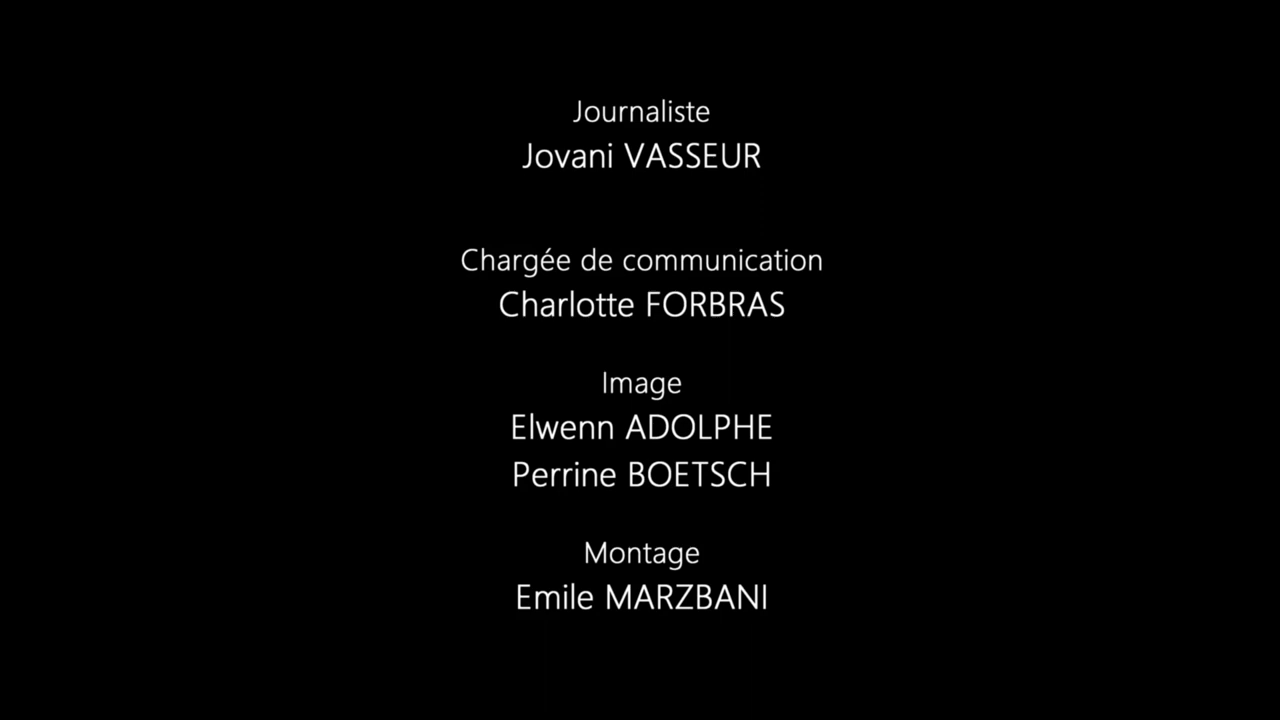 Journaliste
Jovani VASSEUR
Chargée de communication
Charlotte FORBRAS
Image
Elwenn ADOLPHE
Perrine BOETSCH
Montage
Emile MARZBANI